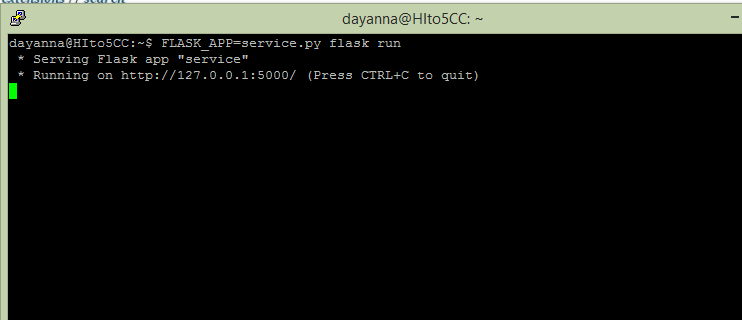 extensions // search
dayanna@HIto5CC: ~
dayanna@HIto5CC:~$ FLASK_APP=service.py flask run
 * Serving Flask app "service"
 * Running on http://127.0.0.1:5000/ (Press CTRL+C to quit)